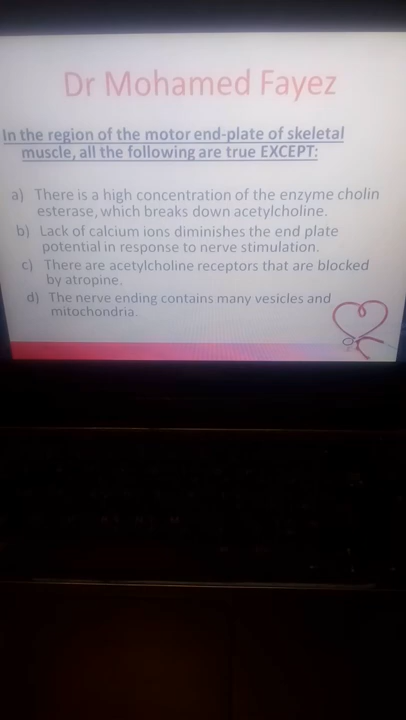 Dr Mohamed Fayez
In the region of the motor end-plate of skeletal
muscle, all the following are true EXCEPT:
a) There is a high concentration of the enzyme cholin
esterase, which breaks down acetylcholine.
b) Lack of calcium ions diminishes the end plate
potential in response to nerve stimulation.
c) There are acetylcholine receptors that are blocked
by atropine.
d) The nerve ending contains many vesicles and
mitochondria.